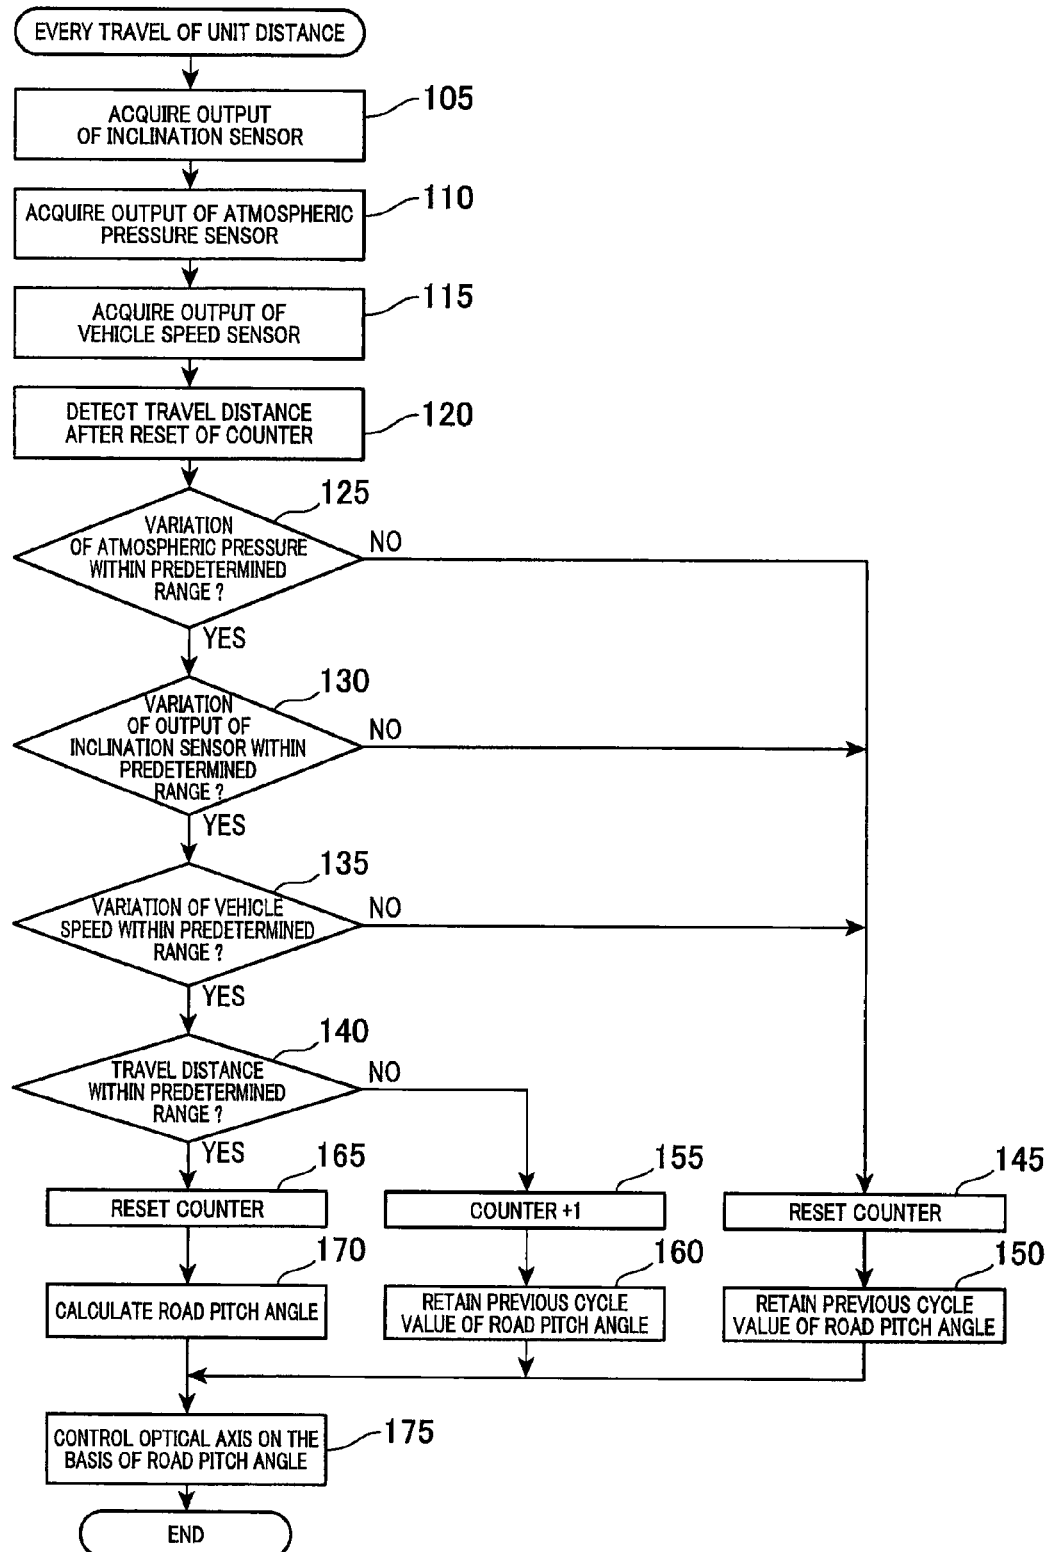 EVERY TRAVEL OF UNIT DISTANCE
105
ACQUIRE OUTPUT
OF INCLINATION SENSOR
110
ACQUIRE OUTPUT OF ATMOSPHERIC
PRESSURE SENSOR
115
ACQUIRE OUTPUT OF
VEHICLE SPEED SENSOR
120
DETECT TRAVEL DISTANCE
AFTER RESET OF COUNTER
125
VARIATION
OF ATMOSPHERIC PRESSURE
WITHIN PREDETERMINED
RANGE ?
NO
YES
130
VARIATION
OF OUTPUT OF
INCLINATION SENSOR WITHIN
PREDETERMINED
RANGE ?
NO
YES
135
VARIATION OF VEHICLE
SPEED WITHIN PREDETERMINED
RANGE ?
NO
YES
140
TRAVEL DISTANCE
WITHIN PREDETERMINED
RANGE ?
NO
YES
165
RESET COUNTER
155
COUNTER +1
145
RESET COUNTER
170
CALCULATE ROAD PITCH ANGLE
160
RETAIN PREVIOUS CYCLE
VALUE OF ROAD PITCH ANGLE
150
RETAIN PREVIOUS CYCLE
VALUE OF ROAD PITCH ANGLE
175
CONTROL OPTICAL AXIS ON THE
BASIS OF ROAD PITCH ANGLE
END